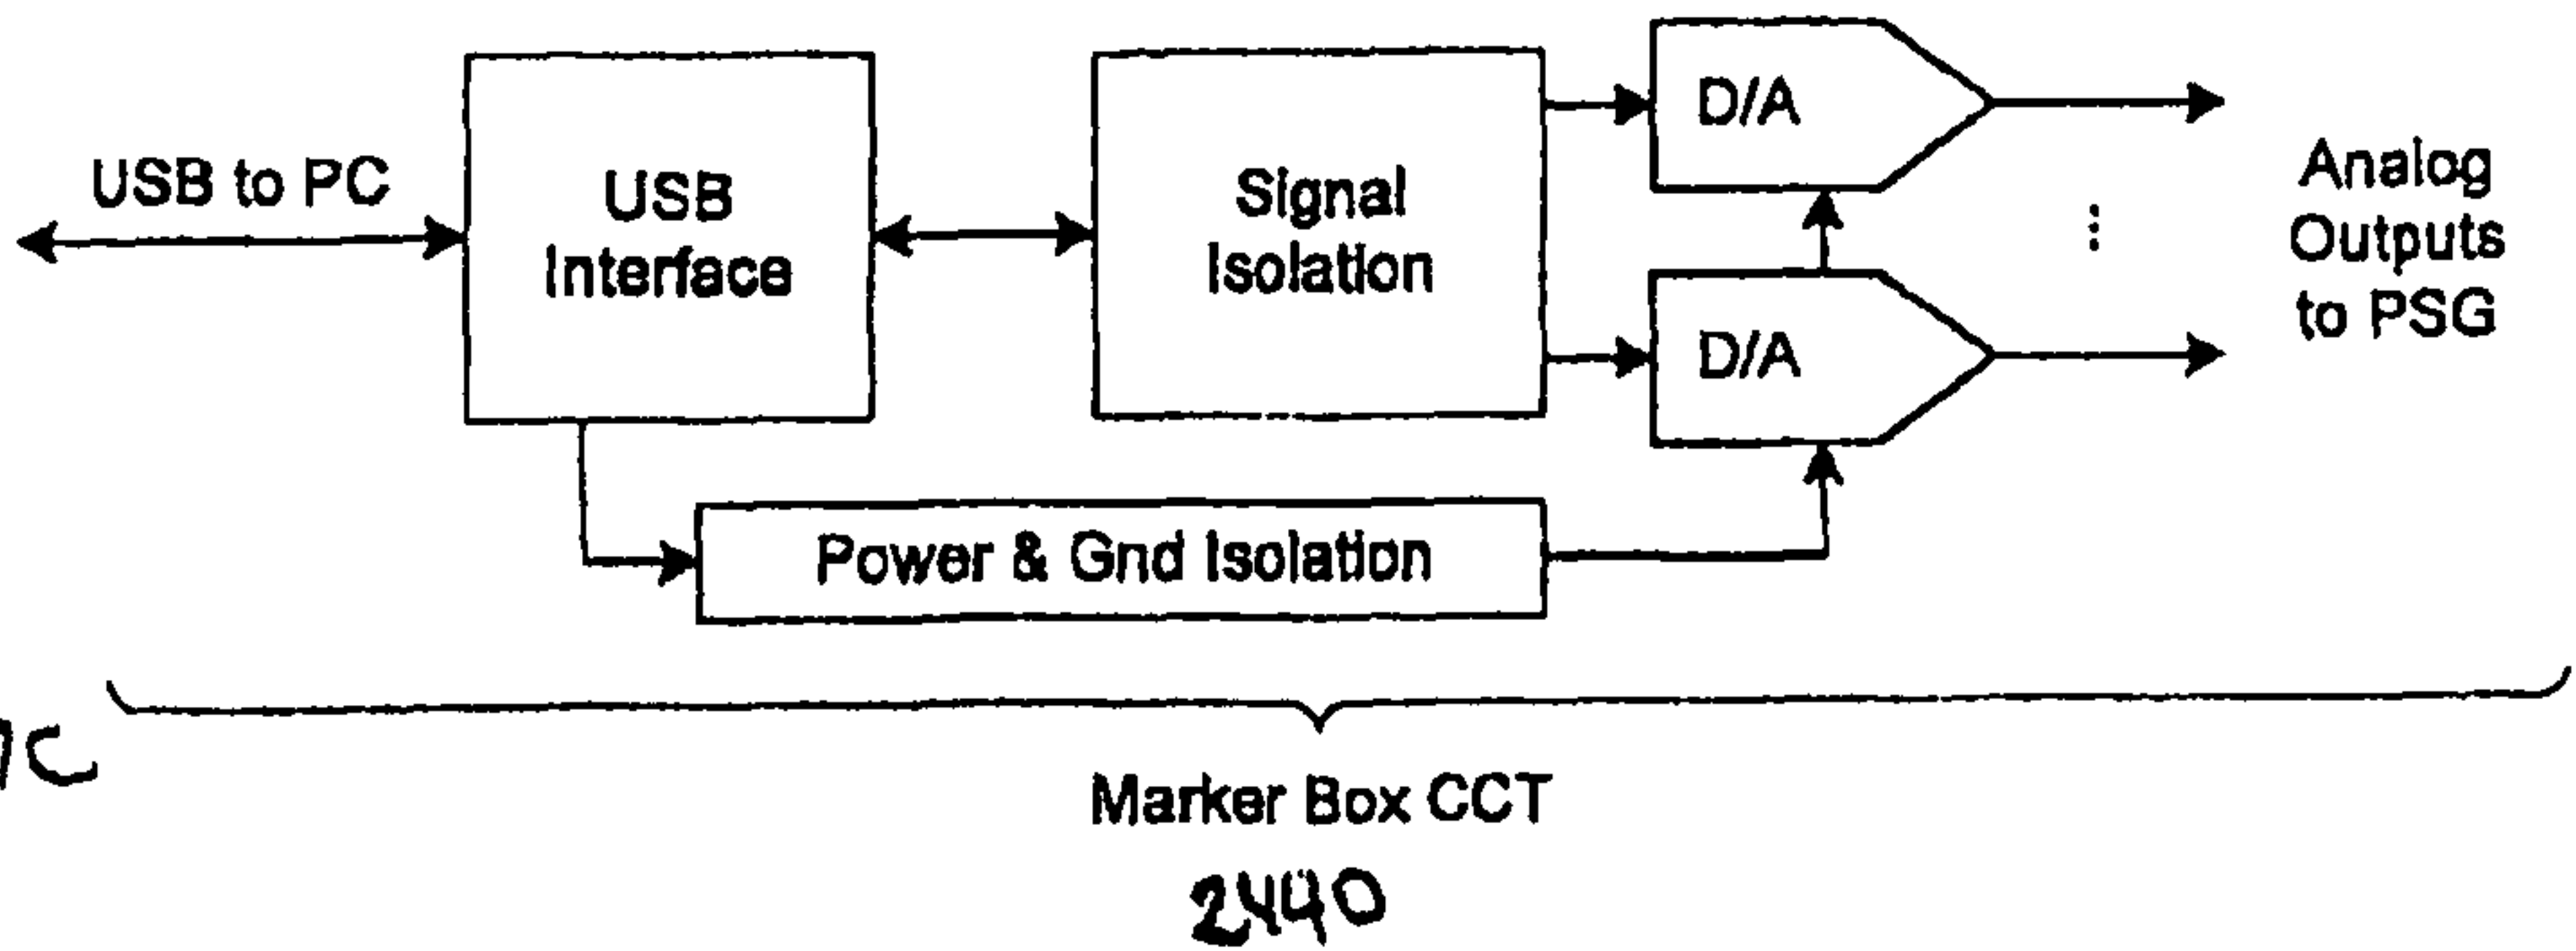 USB to PC
USB
Interface
Signal
Isolation
D/A
D/A
⋮
Analog
Outputs
to PSG
Power & Gnd Isolation
Marker Box CCT
2440